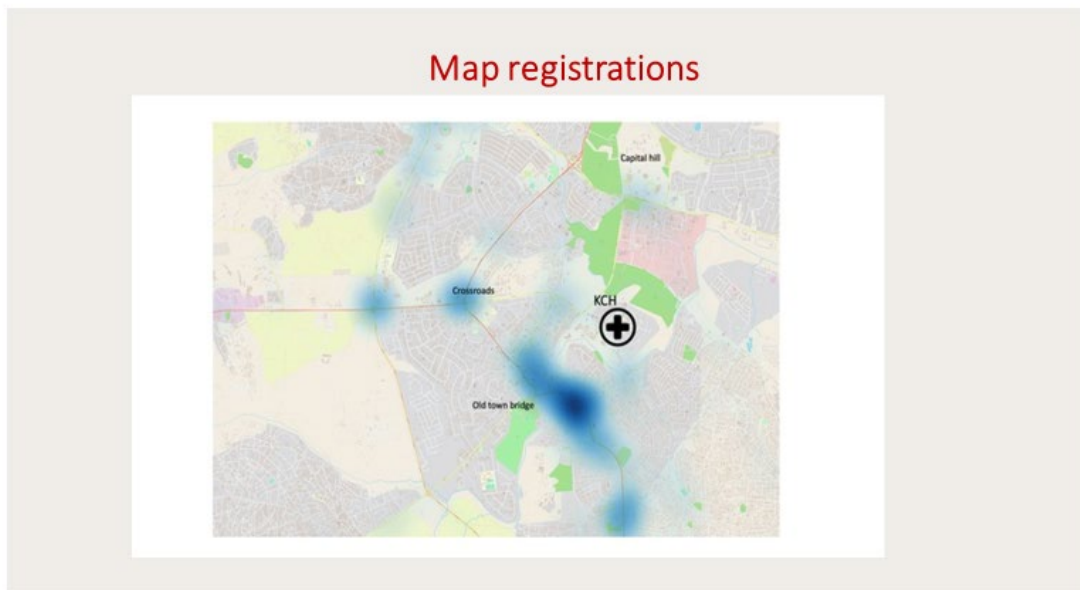 Map registrations
Capital hill
Crossroads
KCH
Old town bridge